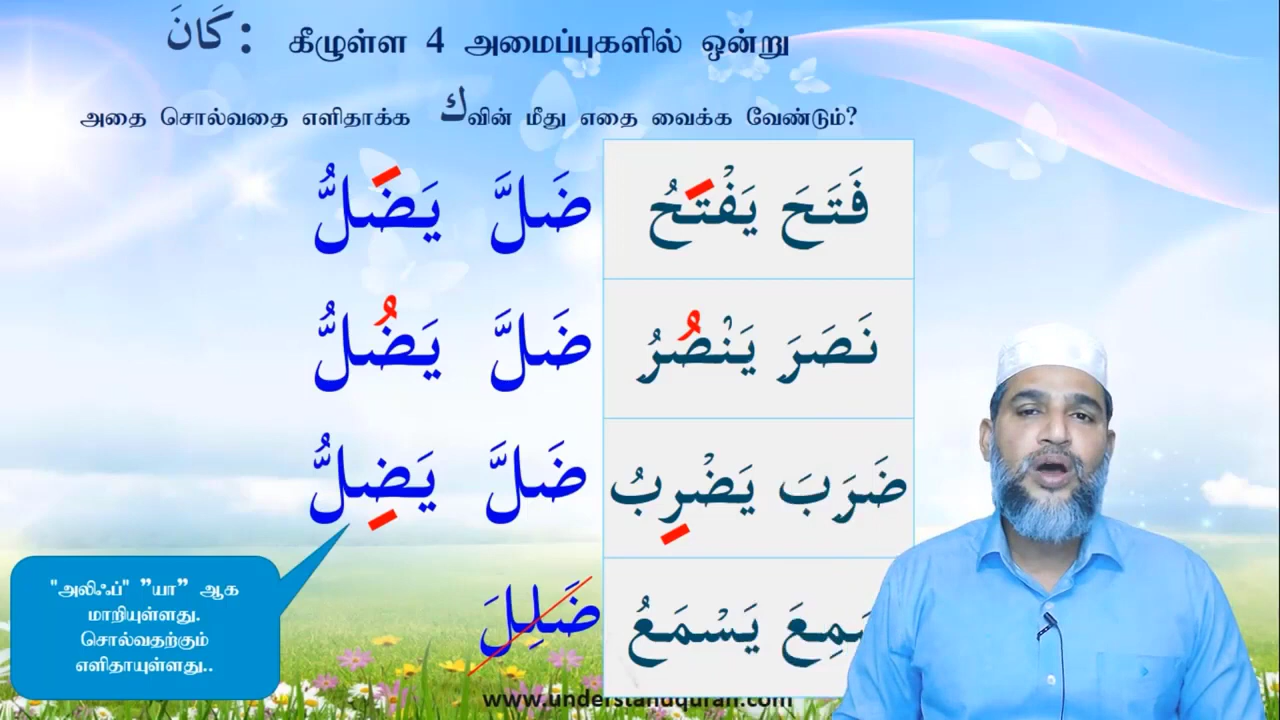 كَانَ : கீழுள்ள 4 அமைப்புகளில் ஒன்று
அதை சொல்வதை எளிதாக்க ك வின் மீது எதை வைக்க வேண்டும்?
فَتَحَ يَفْتَحُ ضَلَّ يَضَلُّ
نَصَرَ يَنْصُرُ ضَلَّ يَضُلُّ
ضَرَبَ يَضْرِبُ ضَلَّ يَضِلُّ
سَمِعَ يَسْمَعُ ضَلِلَ
"அலிஃப்" ”யா” ஆக
மாறியுள்ளது.
சொல்வதற்கும்
எளிதாயுள்ளது..
www.understandquran.com